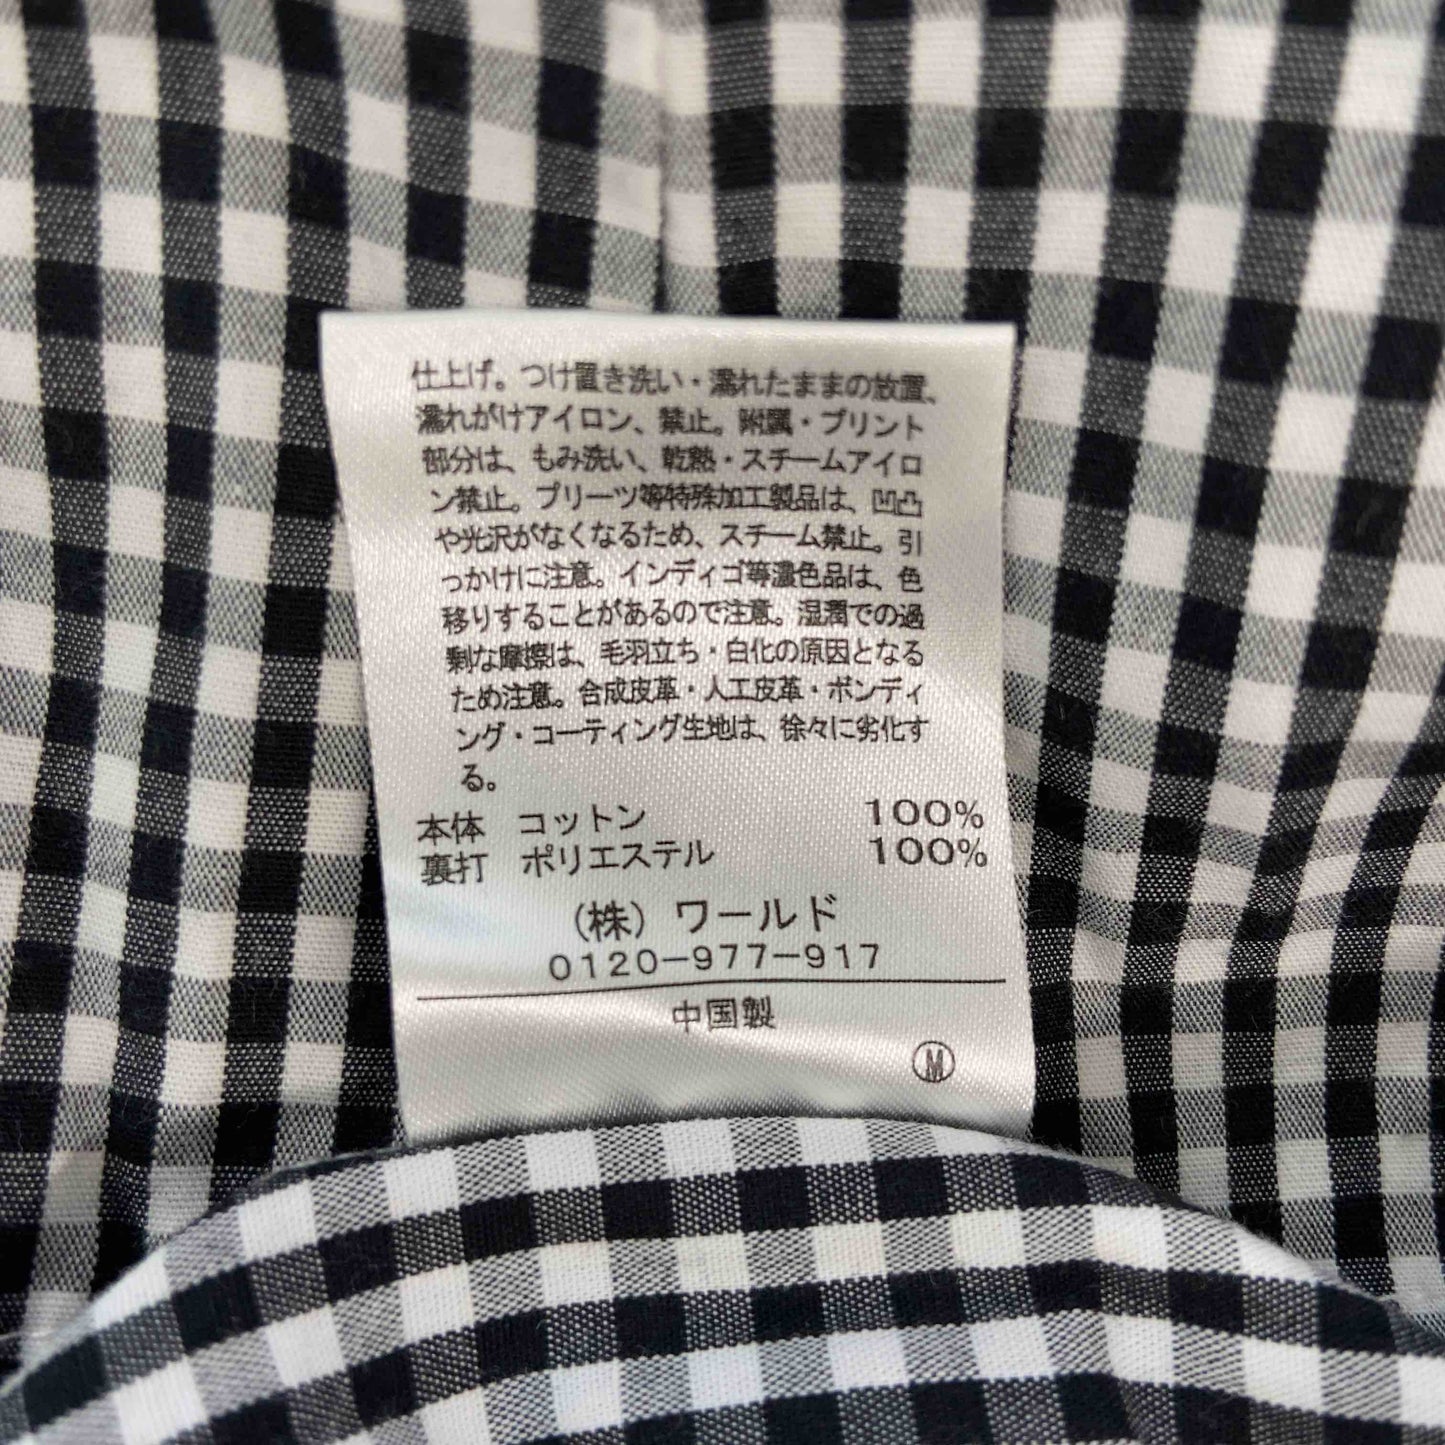 仕上げ。つけ置き洗い・濡れたままの放置、
濡れがけアイロン、禁止。附属・プリント
部分は、もみ洗い、乾熱・スチームアイロ
ン禁止。プリーツ等特殊加工製品は、凹凸
や光沢がなくなるため、スチーム禁止。引
っかけに注意。インディゴ等濃色品は、色
移りすることがあるので注意。湿潤での過
剰な摩擦は、毛羽立ち・白化の原因となる
ため注意。合成皮革・人工皮革・ボンディ
ング・コーティング生地は、徐々に劣化す
る。
本体 コットン 100%
裏打 ポリエステル 100%
(株) ワールド
0120-977-917
中国製
Ⓜ